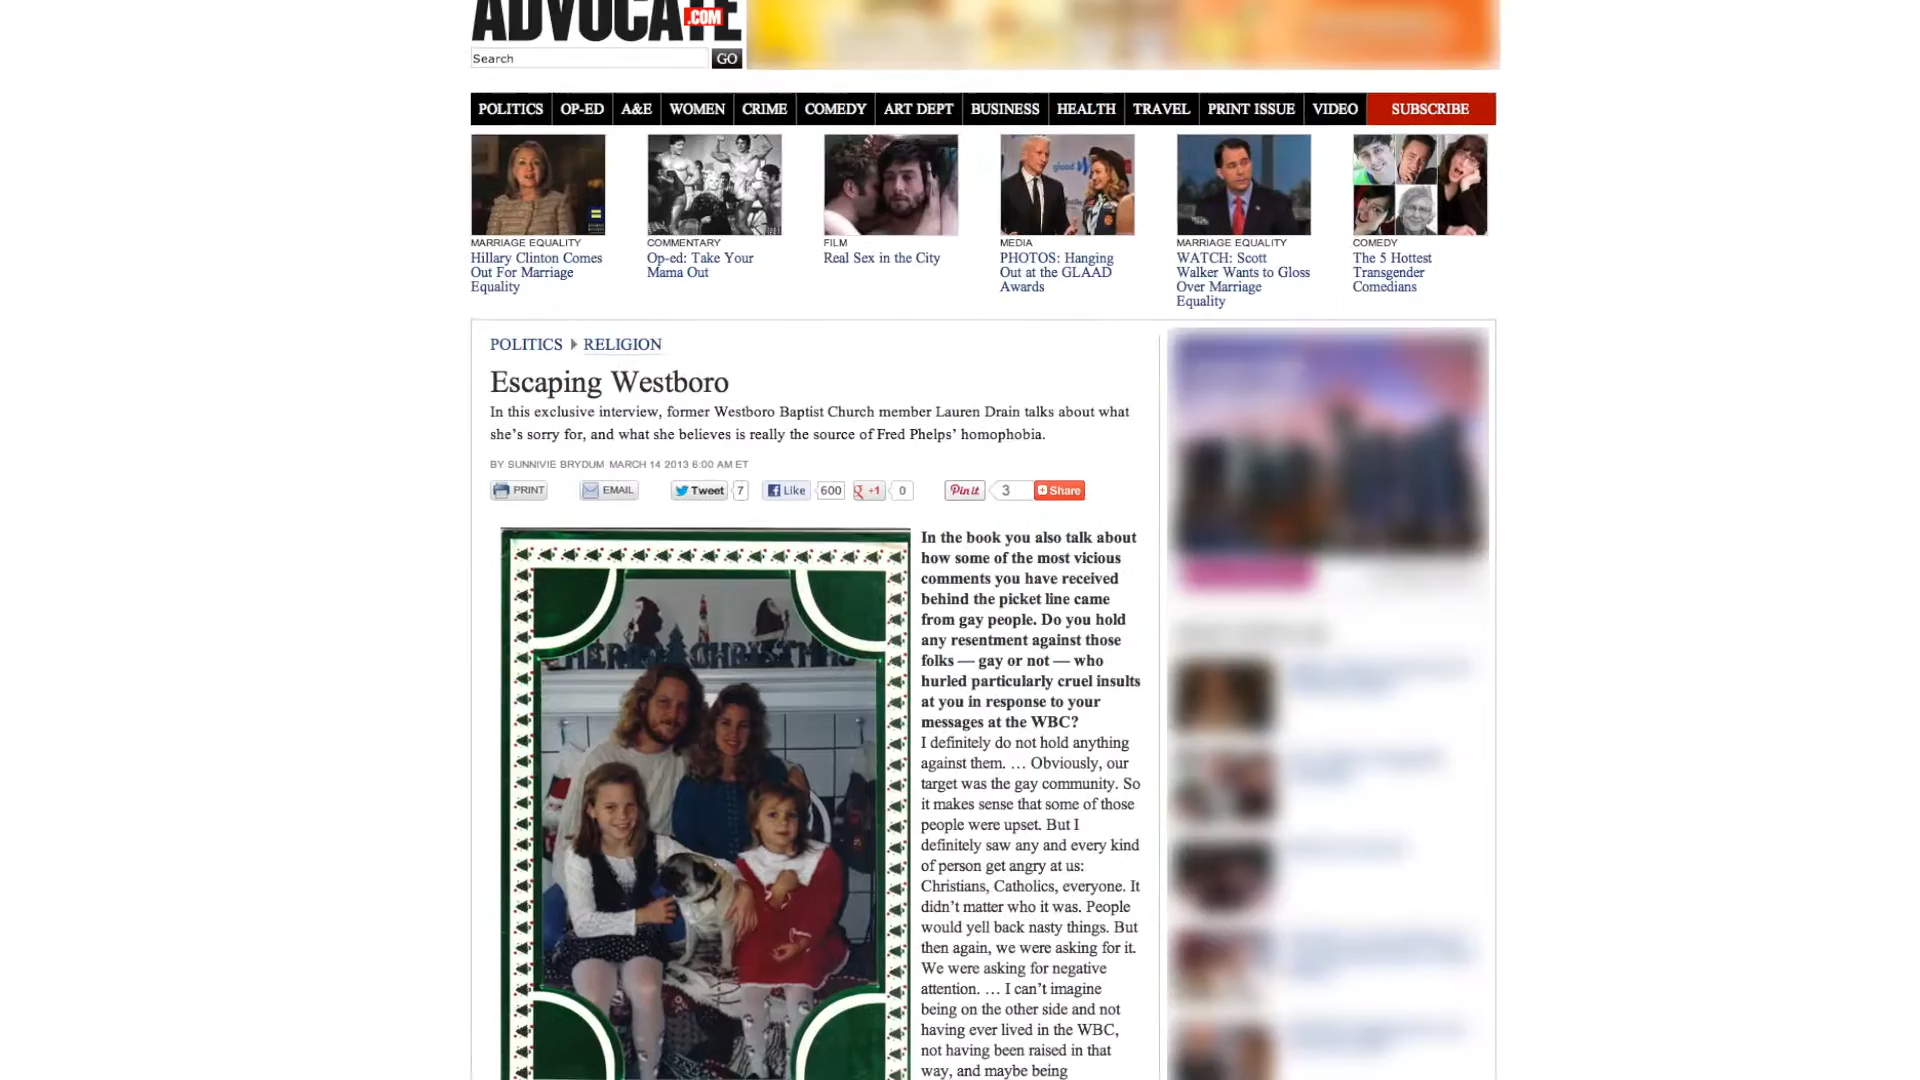 ADVOCATE
.COM
Search
GO
POLITICS OP-ED A&E WOMEN CRIME COMEDY ART DEPT BUSINESS HEALTH TRAVEL PRINT ISSUE VIDEO SUBSCRIBE
MARRIAGE EQUALITY
Hillary Clinton Comes
Out For Marriage
Equality
COMMENTARY
Op-ed: Take Your
Mama Out
FILM
Real Sex in the City
glaad
MEDIA
PHOTOS: Hanging
Out at the GLAAD
Awards
MARRIAGE EQUALITY
WATCH: Scott
Walker Wants to Gloss
Over Marriage
Equality
COMEDY
The 5 Hottest
Transgender
Comedians
POLITICS RELIGION
Escaping Westboro
In this exclusive interview, former Westboro Baptist Church member Lauren Drain talks about what
she's sorry for, and what she believes is really the source of Fred Phelps' homophobia.
BY SUNNIVIE BRYDUM MARCH 14 2013 6:00 AM ET
PRINT EMAIL Tweet 7 Like 600 +1 0 Pin it 3 Share
MERRY CHRISTMAS
In the book you also talk about
how some of the most vicious
comments you have received
behind the picket line came
from gay people. Do you hold
any resentment against those
folks — gay or not — who
hurled particularly cruel insults
at you in response to your
messages at the WBC?
I definitely do not hold anything
against them. … Obviously, our
target was the gay community. So
it makes sense that some of those
people were upset. But I
definitely saw any and every kind
of person get angry at us:
Christians, Catholics, everyone. It
didn't matter who it was. People
would yell back nasty things. But
then again, we were asking for it.
We were asking for negative
attention. … I can't imagine
being on the other side and not
having ever lived in the WBC,
not having been raised in that
way, and maybe being